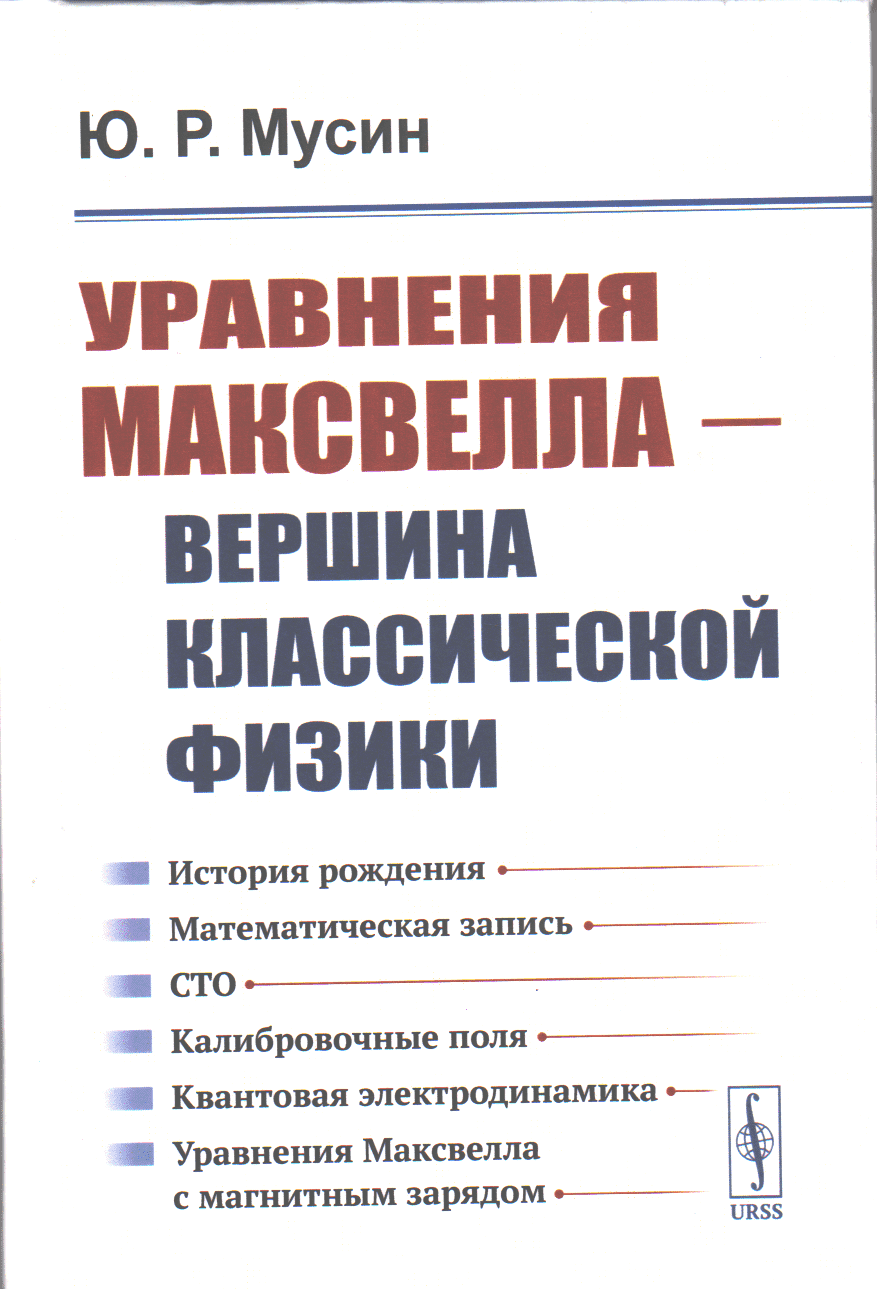 Ю. Р. Мусин
УРАВНЕНИЯ
МАКСВЕЛЛА —
ВЕРШИНА
КЛАССИЧЕСКОЙ
ФИЗИКИ
История рождения
Математическая запись
СТО
Калибровочные поля
Квантовая электродинамика
Уравнения Максвелла
с магнитным зарядом
URSS